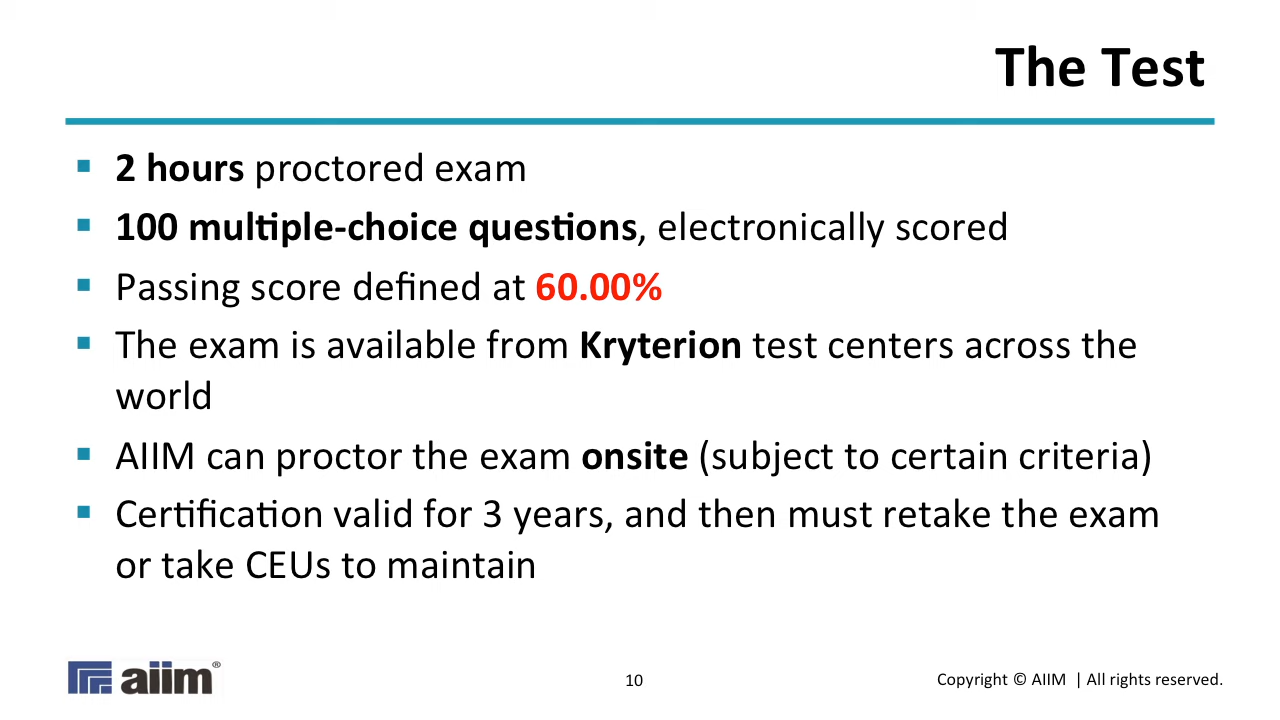 The Test
▪ 2 hours proctored exam
▪ 100 multiple-choice questions, electronically scored
▪ Passing score defined at 60.00%
▪ The exam is available from Kryterion test centers across the
world
▪ AIIM can proctor the exam onsite (subject to certain criteria)
▪ Certification valid for 3 years, and then must retake the exam
or take CEUs to maintain
aiim®
10
Copyright © AIIM | All rights reserved.